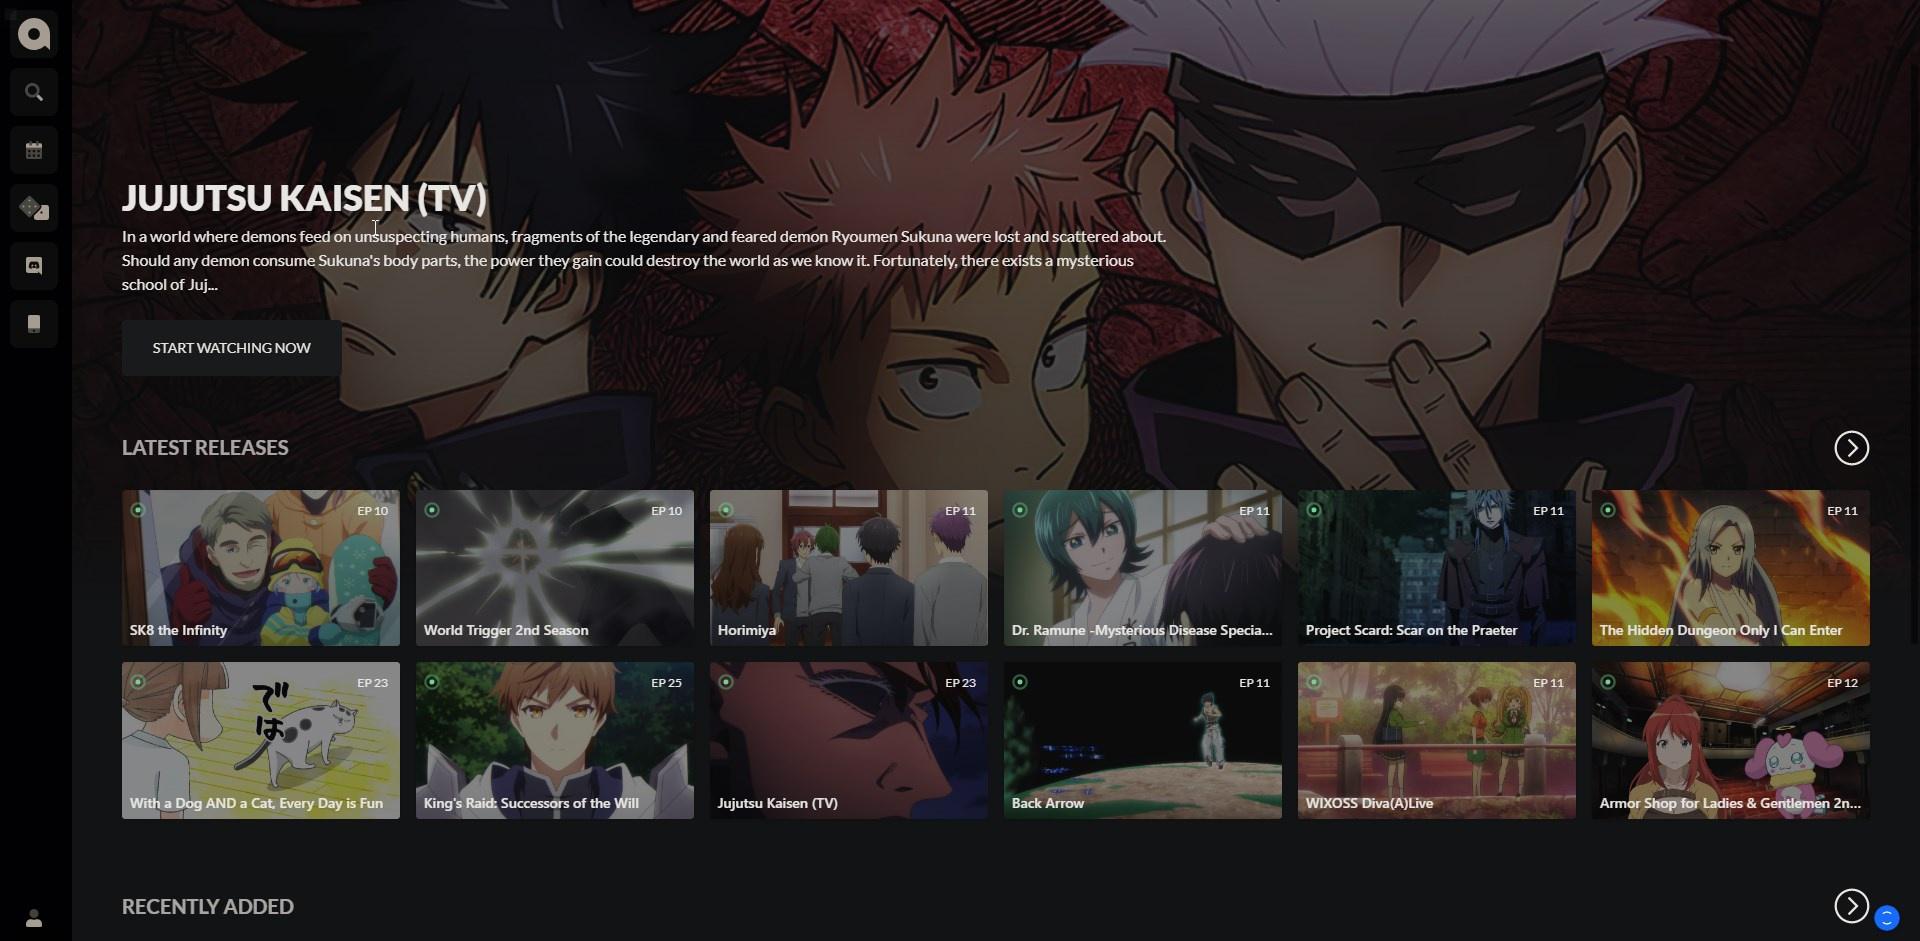 JUJUTSU KAISEN (TV)
In a world where demons feed on unsuspecting humans, fragments of the legendary and feared demon Ryoumen Sukuna were lost and scattered about.
Should any demon consume Sukuna's body parts, the power they gain could destroy the world as we know it. Fortunately, there exists a mysterious
school of Juj...
START WATCHING NOW
LATEST RELEASES
EP 10
SK8 the Infinity
EP 10
World Trigger 2nd Season
EP 11
Horimiya
EP 11
Dr. Ramune -Mysterious Disease Specia...
EP 11
Project Scard: Scar on the Praeter
EP 11
The Hidden Dungeon Only I Can Enter
EP 23
では
With a Dog AND a Cat, Every Day is Fun
EP 25
King's Raid: Successors of the Will
EP 23
Jujutsu Kaisen (TV)
EP 11
Back Arrow
EP 11
WIXOSS Diva(A)Live
EP 12
Armor Shop for Ladies & Gentlemen 2n...
RECENTLY ADDED